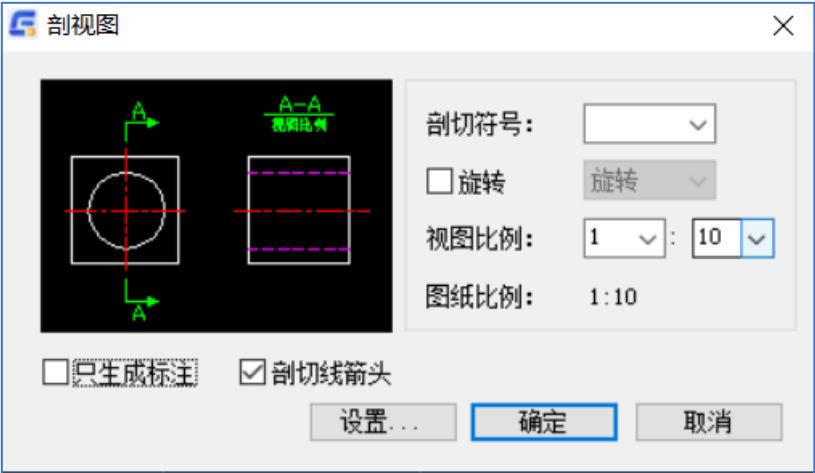 剖视图
A
A
A—A
视图比例
剖切符号：
旋转 旋转
视图比例： 1 : 10
图纸比例： 1:10
只生成标注 剖切线箭头
设置... 确定 取消